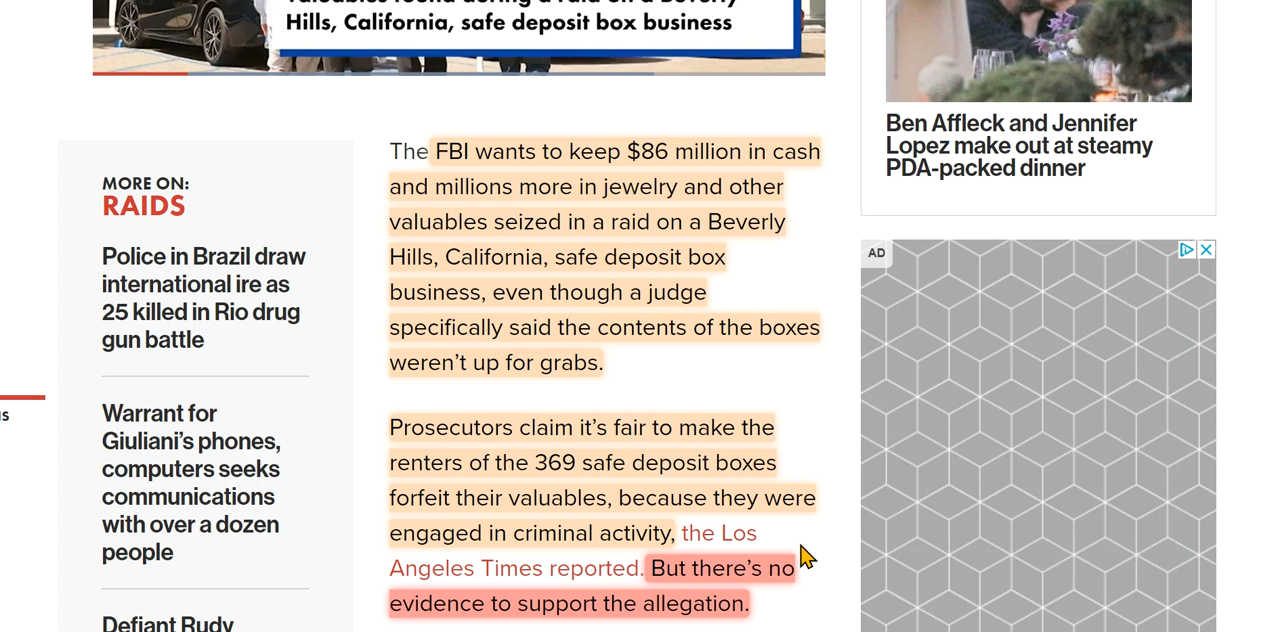 Hills, California, safe deposit box business
MORE ON:
RAIDS
Police in Brazil draw
international ire as
25 killed in Rio drug
gun battle
Warrant for
Giuliani’s phones,
computers seeks
communications
with over a dozen
people
Defiant Rudy
The FBI wants to keep $86 million in cash
and millions more in jewelry and other
valuables seized in a raid on a Beverly
Hills, California, safe deposit box
business, even though a judge
specifically said the contents of the boxes
weren’t up for grabs.
Prosecutors claim it’s fair to make the
renters of the 369 safe deposit boxes
forfeit their valuables, because they were
engaged in criminal activity, the Los
Angeles Times reported. But there’s no
evidence to support the allegation.
Ben Affleck and Jennifer
Lopez make out at steamy
PDA-packed dinner
AD